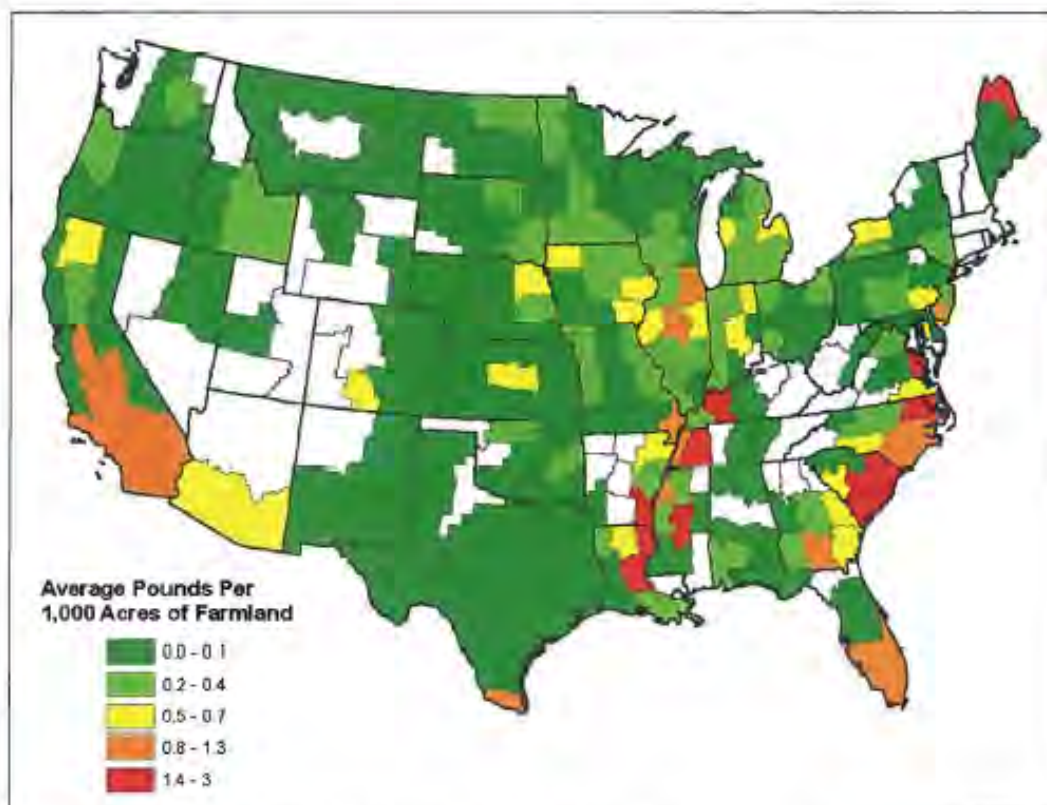 Average Pounds Per
1,000 Acres of Farmland
0.0 - 0.1
0.2 - 0.4
0.5 - 0.7
0.8 - 1.3
1.4 - 3